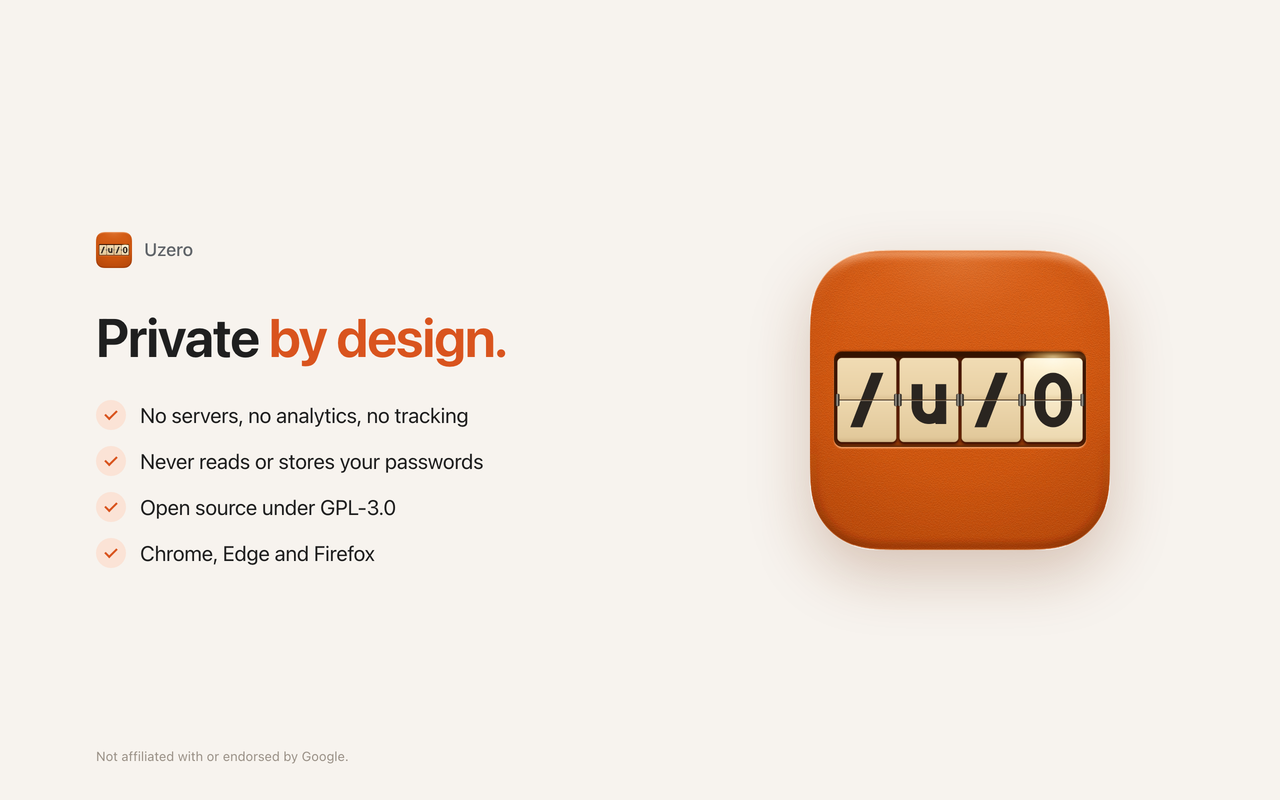 /u/0 Uzero
Private by design.
No servers, no analytics, no tracking
Never reads or stores your passwords
Open source under GPL-3.0
Chrome, Edge and Firefox
/u/0
Not affiliated with or endorsed by Google.